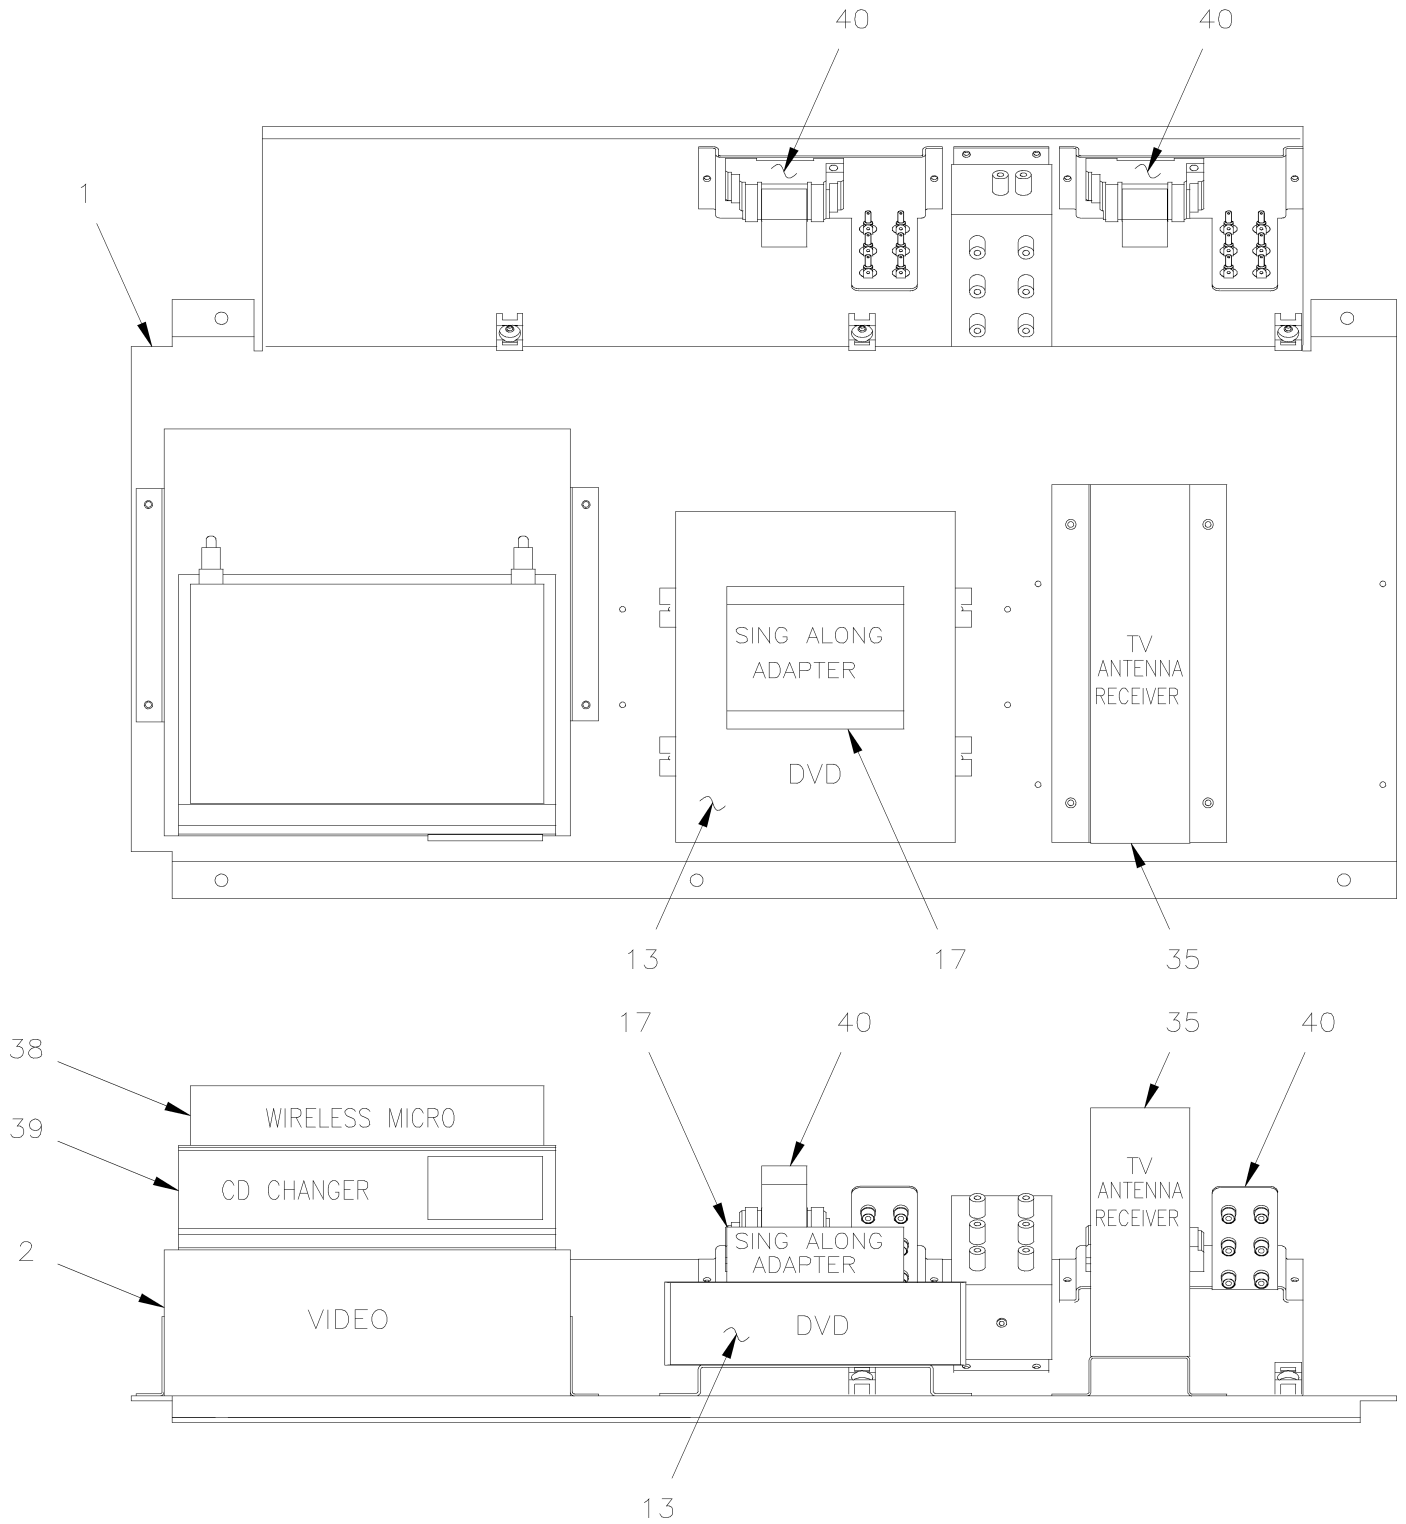 40
40
1
SING ALONG
ADAPTER
TV
ANTENNA
RECEIVER
DVD
13
17
35
17
40
35
40
38
WIRELESS MICRO
39
CD CHANGER
TV
ANTENNA
RECEIVER
2
SING ALONG
ADAPTER
VIDEO
DVD
13